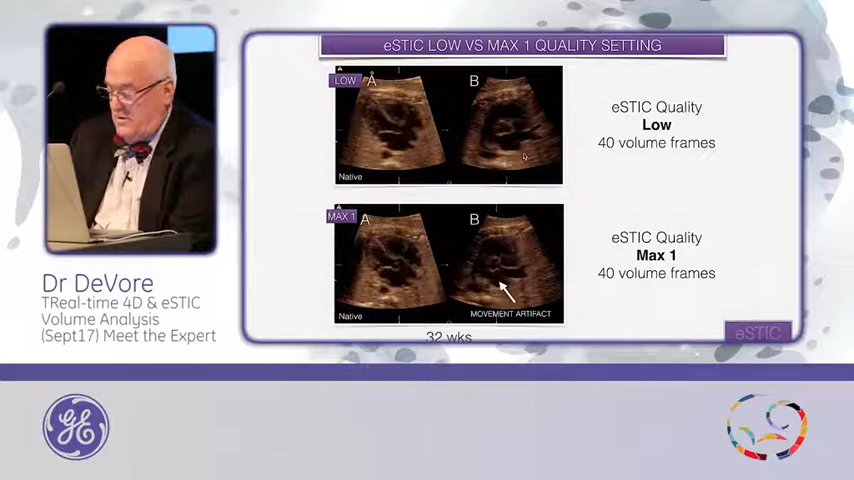 eSTIC LOW VS MAX 1 QUALITY SETTING
LOW
A
B
Native
eSTIC Quality
Low
40 volume frames
MAX 1
A
B
Native
MOVEMENT ARTIFACT
eSTIC Quality
Max 1
40 volume frames
32 wks
eSTIC
Dr DeVore
TReal-time 4D & eSTIC
Volume Analysis
(Sept17) Meet the Expert
GE